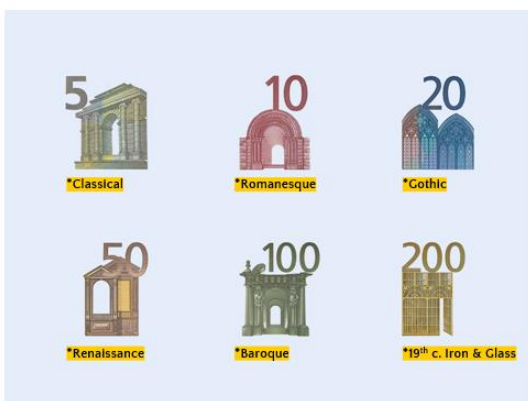 5 10 20
*Classical *Romanesque *Gothic
50 100 200
*Renaissance *Baroque *19th c. Iron & Glass